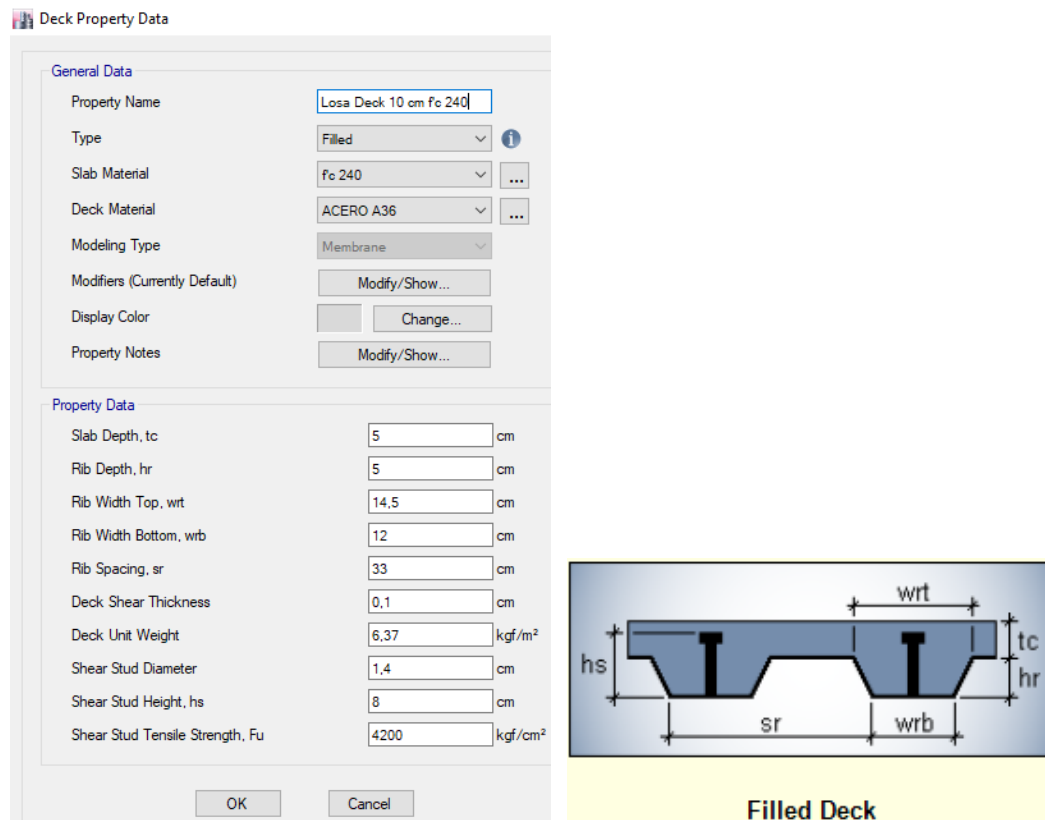 Deck Property Data
General Data
Property Name Losa Deck 10 cm f'c 240
Type Filled
Slab Material f'c 240 ...
Deck Material ACERO A36 ...
Modeling Type Membrane
Modifiers (Currently Default) Modify/Show...
Display Color Change...
Property Notes Modify/Show...
Property Data
Slab Depth, tc 5 cm
Rib Depth, hr 5 cm
Rib Width Top, wrt 14,5 cm
Rib Width Bottom, wrb 12 cm
Rib Spacing, sr 33 cm
Deck Shear Thickness 0,1 cm
Deck Unit Weight 6,37 kgf/m²
Shear Stud Diameter 1,4 cm
Shear Stud Height, hs 8 cm
Shear Stud Tensile Strength, Fu 4200 kgf/cm²
OK Cancel
wrt
tc
hs
hr
sr
wrb
Filled Deck